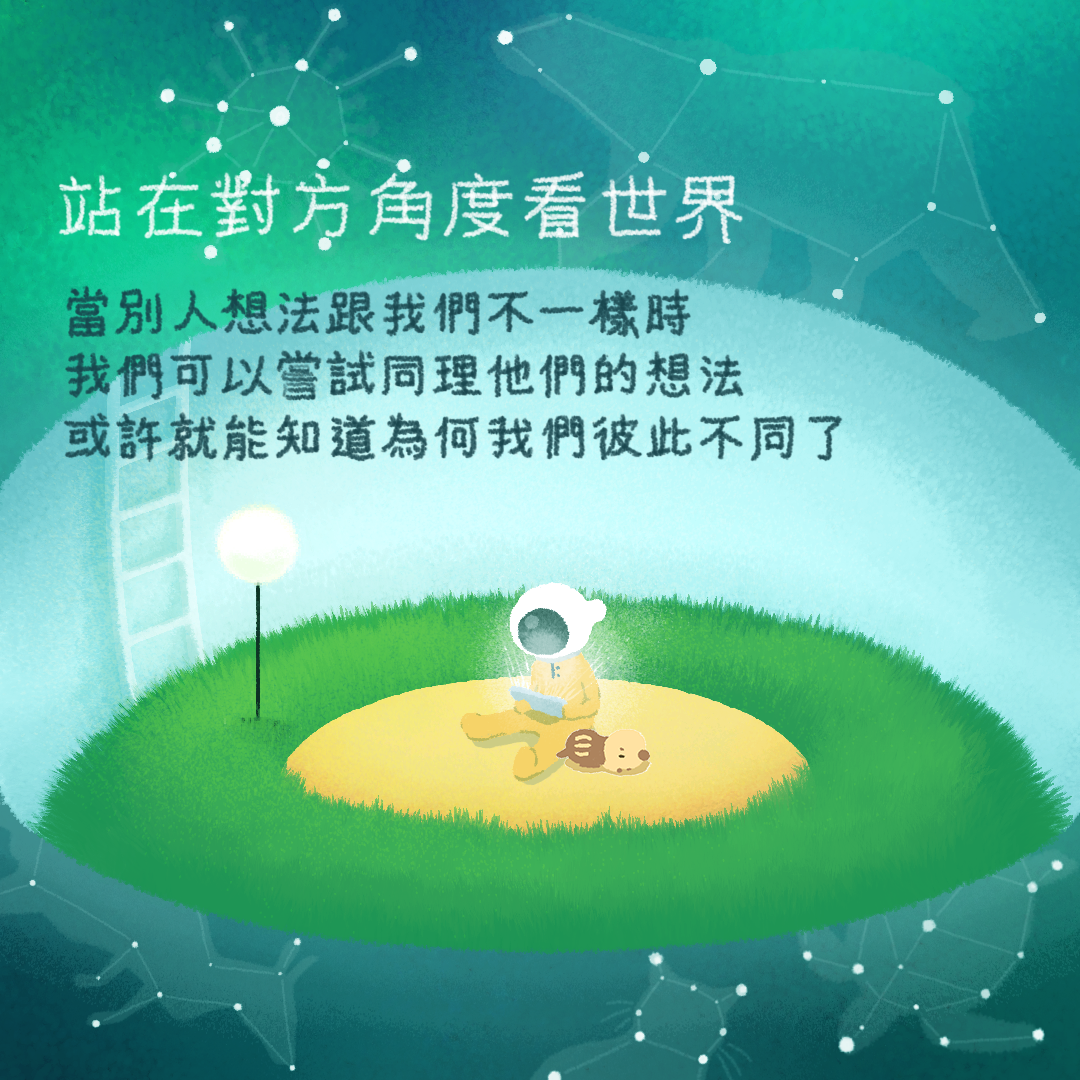 站在對方角度看世界
當別人想法跟我們不一樣時
我們可以嘗試同理他們的想法
或許就能知道為何我們彼此不同了